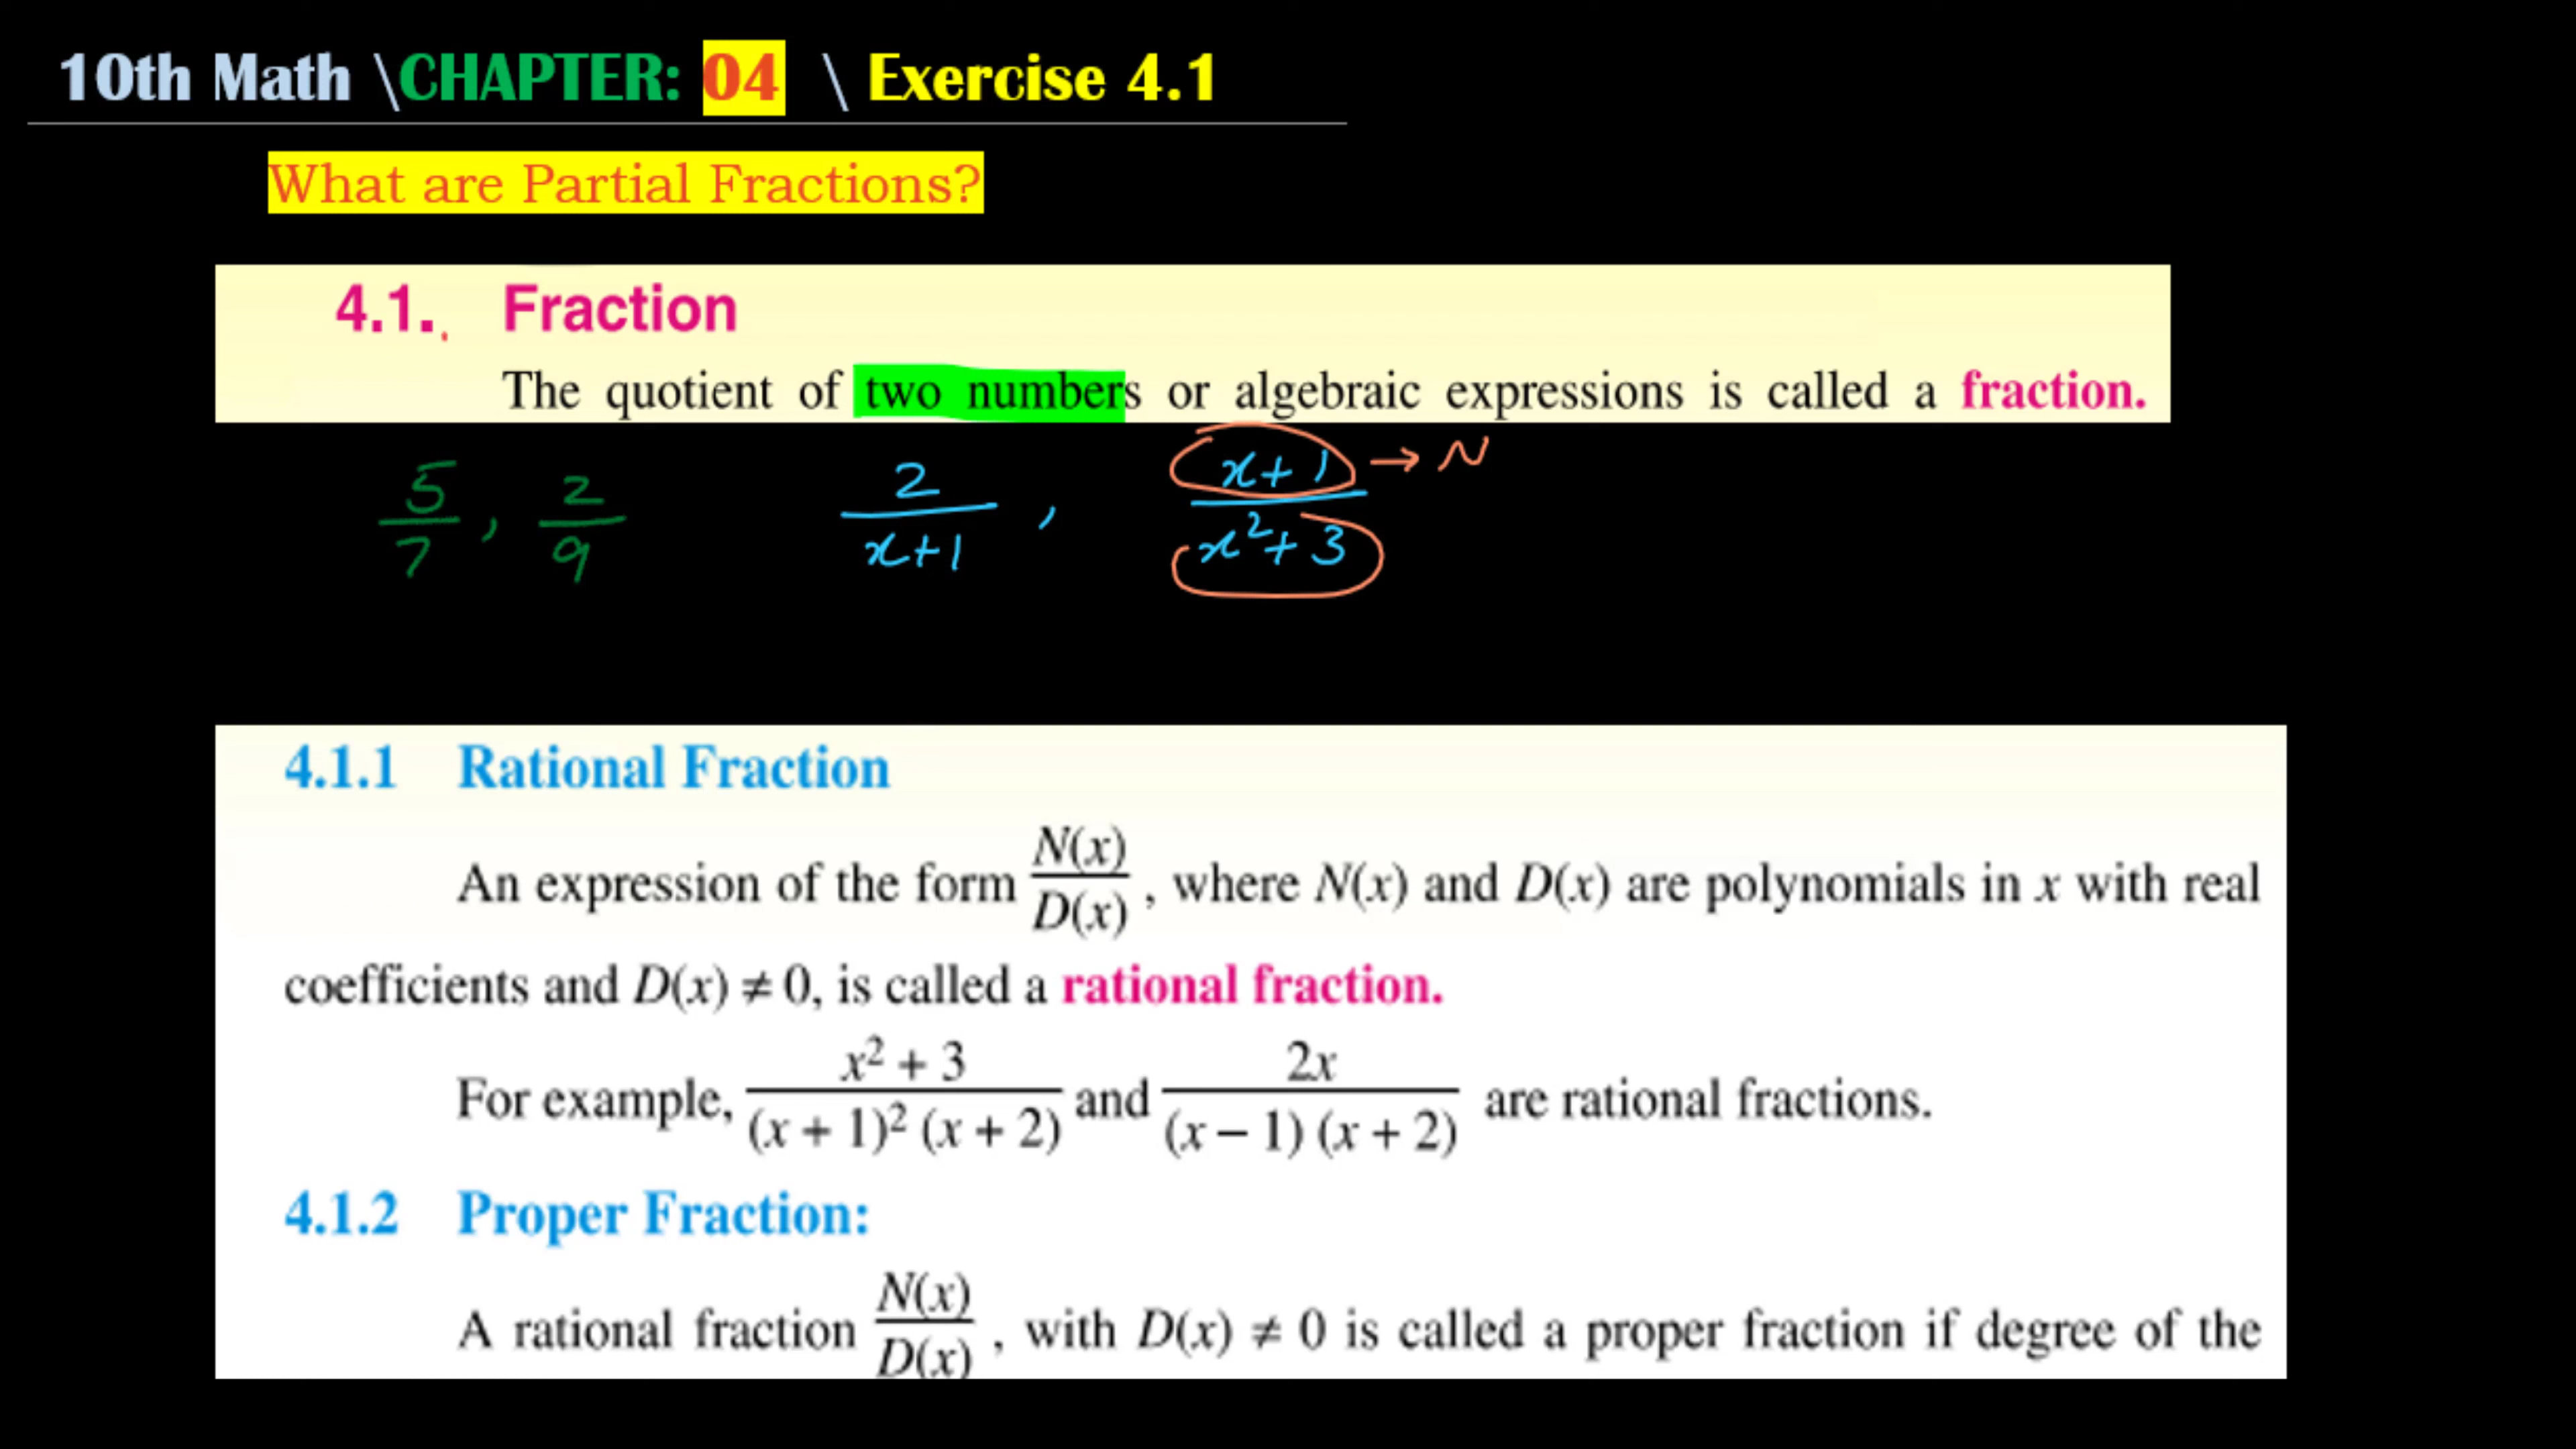 10th Math \CHAPTER: 04 \ Exercise 4.1
What are Partial Fractions?
4.1. Fraction
The quotient of two numbers or algebraic expressions is called a fraction.
5/7 , 2/9 2/(x+1) , (x+1)/(x²+3) → N
4.1.1 Rational Fraction
An expression of the form N(x)/D(x) , where N(x) and D(x) are polynomials in x with real
coefficients and D(x) ≠ 0, is called a rational fraction.
For example, (x² + 3)/((x + 1)² (x + 2)) and 2x/((x – 1) (x + 2)) are rational fractions.
4.1.2 Proper Fraction:
A rational fraction N(x)/D(x) , with D(x) ≠ 0 is called a proper fraction if degree of the